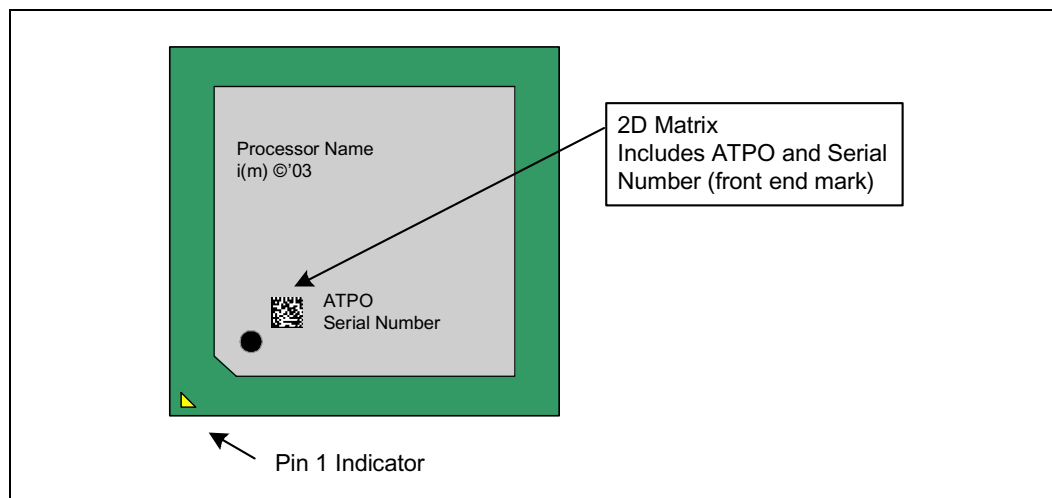 Processor Name
i(m) ©’03
2D Matrix
Includes ATPO and Serial
Number (front end mark)
ATPO
Serial Number
Pin 1 Indicator